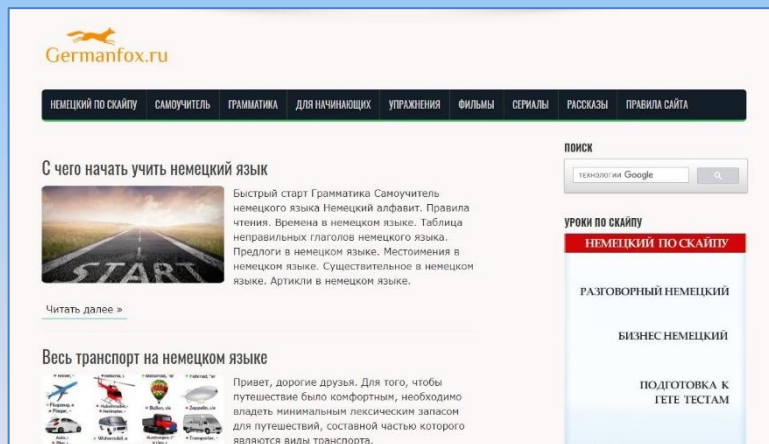 Germanfox.ru
НЕМЕЦКИЙ ПО СКАЙПУ САМОУЧИТЕЛЬ ГРАММАТИКА ДЛЯ НАЧИНАЮЩИХ УПРАЖНЕНИЯ ФИЛЬМЫ СЕРИАЛЫ РАССКАЗЫ ПРАВИЛА САЙТА
С чего начать учить немецкий язык
Быстрый старт Грамматика Самоучитель
немецкого языка Немецкий алфавит. Правила
чтения. Времена в немецком языке. Таблица
неправильных глаголов немецкого языка.
Предлоги в немецком языке. Местоимения в
немецком языке. Существительное в немецком
языке. Артикли в немецком языке.
START
Читать далее »
Весь транспорт на немецком языке
Привет, дорогие друзья. Для того, чтобы
путешествие было комфортным, необходимо
владеть минимальным лексическим запасом
для путешествий, составной частью которого
являются виды транспорта.
ПОИСК
технологии Google
УРОКИ ПО СКАЙПУ
НЕМЕЦКИЙ ПО СКАЙПУ
РАЗГОВОРНЫЙ НЕМЕЦКИЙ
БИЗНЕС НЕМЕЦКИЙ
ПОДГОТОВКА К
ГЕТЕ ТЕСТАМ